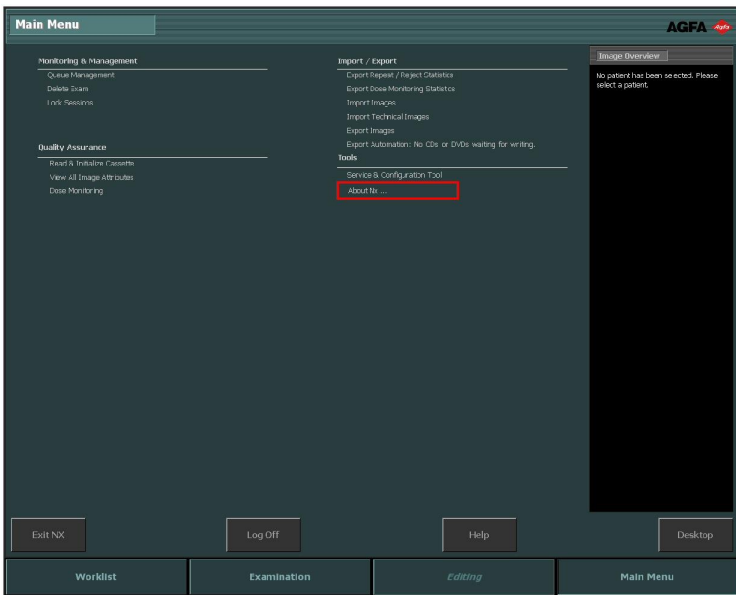 Main Menu
AGFA
Monitoring & Management
Queue Management
Delete Exam
Lock Sessions
Quality Assurance
Read & Initialize Cassette
View All Image Attributes
Dose Monitoring
Import / Export
Export Repeat / Reject Statistics
Export Dose Monitoring Statistics
Import Images
Import Technical Images
Export Images
Export Automation: No CDs or DVDs waiting for writing.
Tools
Service & Configuration Tool
About Nx ...
Image Overview
No patient has been selected. Please
select a patient.
Exit NX
Log Off
Help
Desktop
Worklist
Examination
Editing
Main Menu